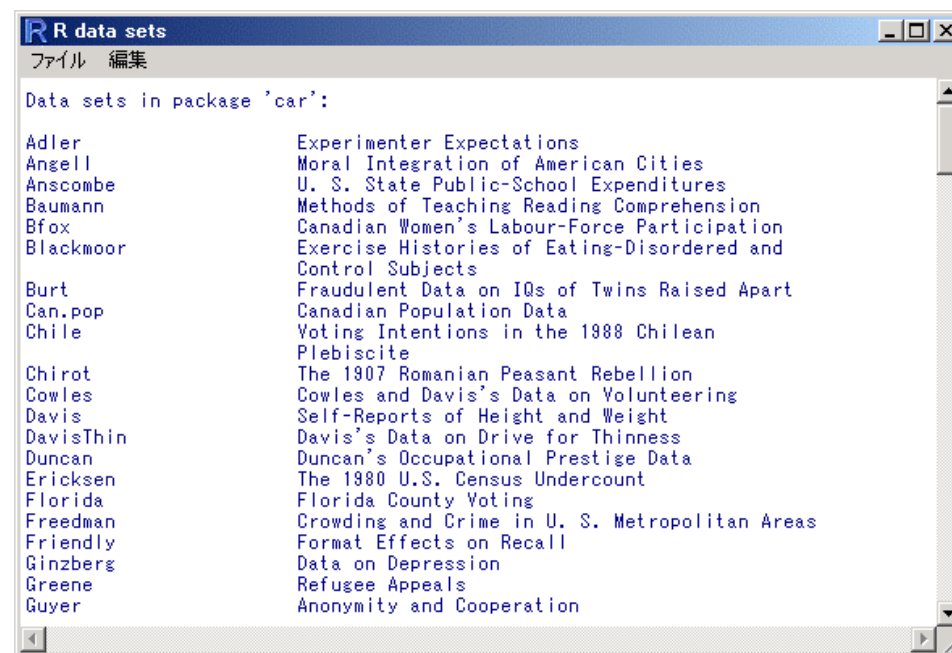 R R data sets
ファイル 編集
Data sets in package 'car':
Adler Experimenter Expectations
Angell Moral Integration of American Cities
Anscombe U. S. State Public-School Expenditures
Baumann Methods of Teaching Reading Comprehension
Bfox Canadian Women's Labour-Force Participation
Blackmoor Exercise Histories of Eating-Disordered and
Control Subjects
Burt Fraudulent Data on IQs of Twins Raised Apart
Can.pop Canadian Population Data
Chile Voting Intentions in the 1988 Chilean
Plebiscite
Chirot The 1907 Romanian Peasant Rebellion
Cowles Cowles and Davis's Data on Volunteering
Davis Self-Reports of Height and Weight
DavisThin Davis's Data on Drive for Thinness
Duncan Duncan's Occupational Prestige Data
Ericksen The 1980 U.S. Census Undercount
Florida Florida County Voting
Freedman Crowding and Crime in U. S. Metropolitan Areas
Friendly Format Effects on Recall
Ginzberg Data on Depression
Greene Refugee Appeals
Guyer Anonymity and Cooperation